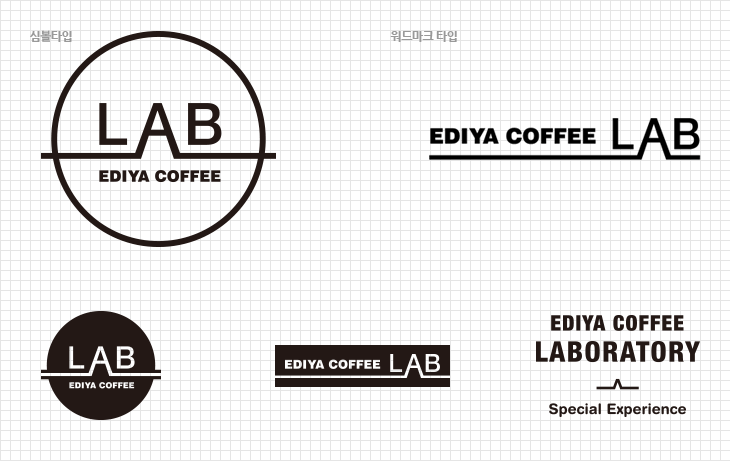 심볼타입
워드마크 타입
LAB
EDIYA COFFEE
EDIYA COFFEE LAB
LAB
EDIYA COFFEE
EDIYA COFFEE LAB
EDIYA COFFEE
LABORATORY
Special Experience